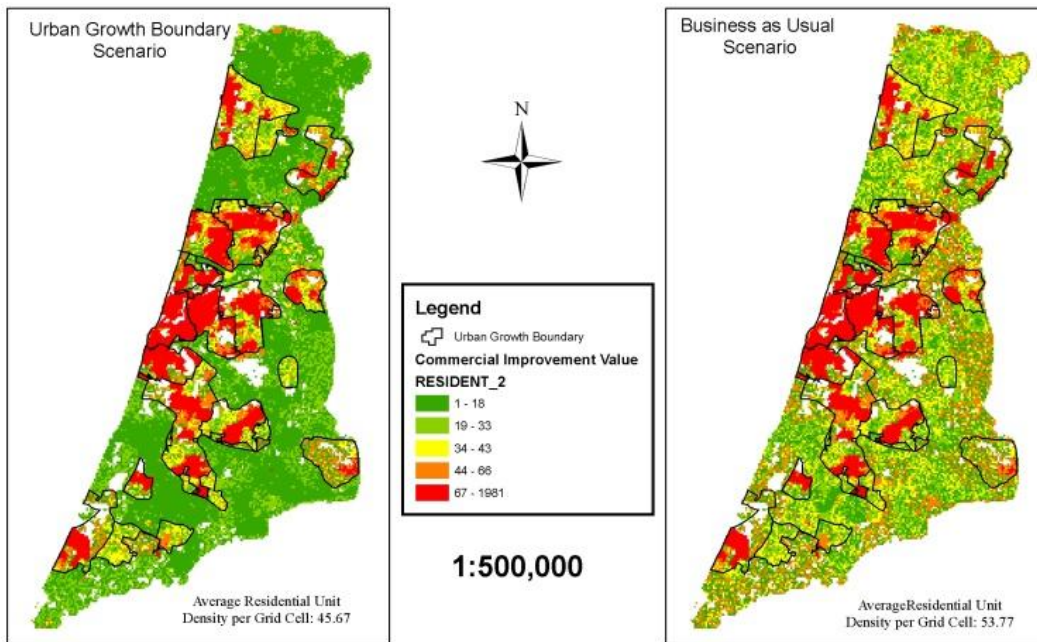 Urban Growth Boundary
Scenario
Average Residential Unit
Density per Grid Cell: 45.67
N
Legend
Urban Growth Boundary
Commercial Improvement Value
RESIDENT_2
1 - 18
19 - 33
34 - 43
44 - 66
67 - 1981
1:500,000
Business as Usual
Scenario
AverageResidential Unit
Density per Grid Cell: 53.77